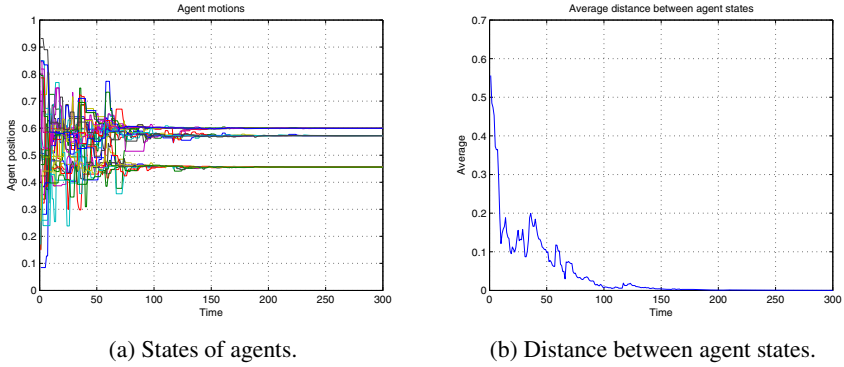 Agent motions
1
0.9
0.8
0.7
0.6
0.5
0.4
0.3
0.2
0.1
0
Agent positions
0 50 100 150 200 250 300
Time
(a) States of agents.
Average distance between agent states
0.7
0.6
0.5
0.4
0.3
0.2
0.1
0
Average
0 50 100 150 200 250 300
Time
(b) Distance between agent states.